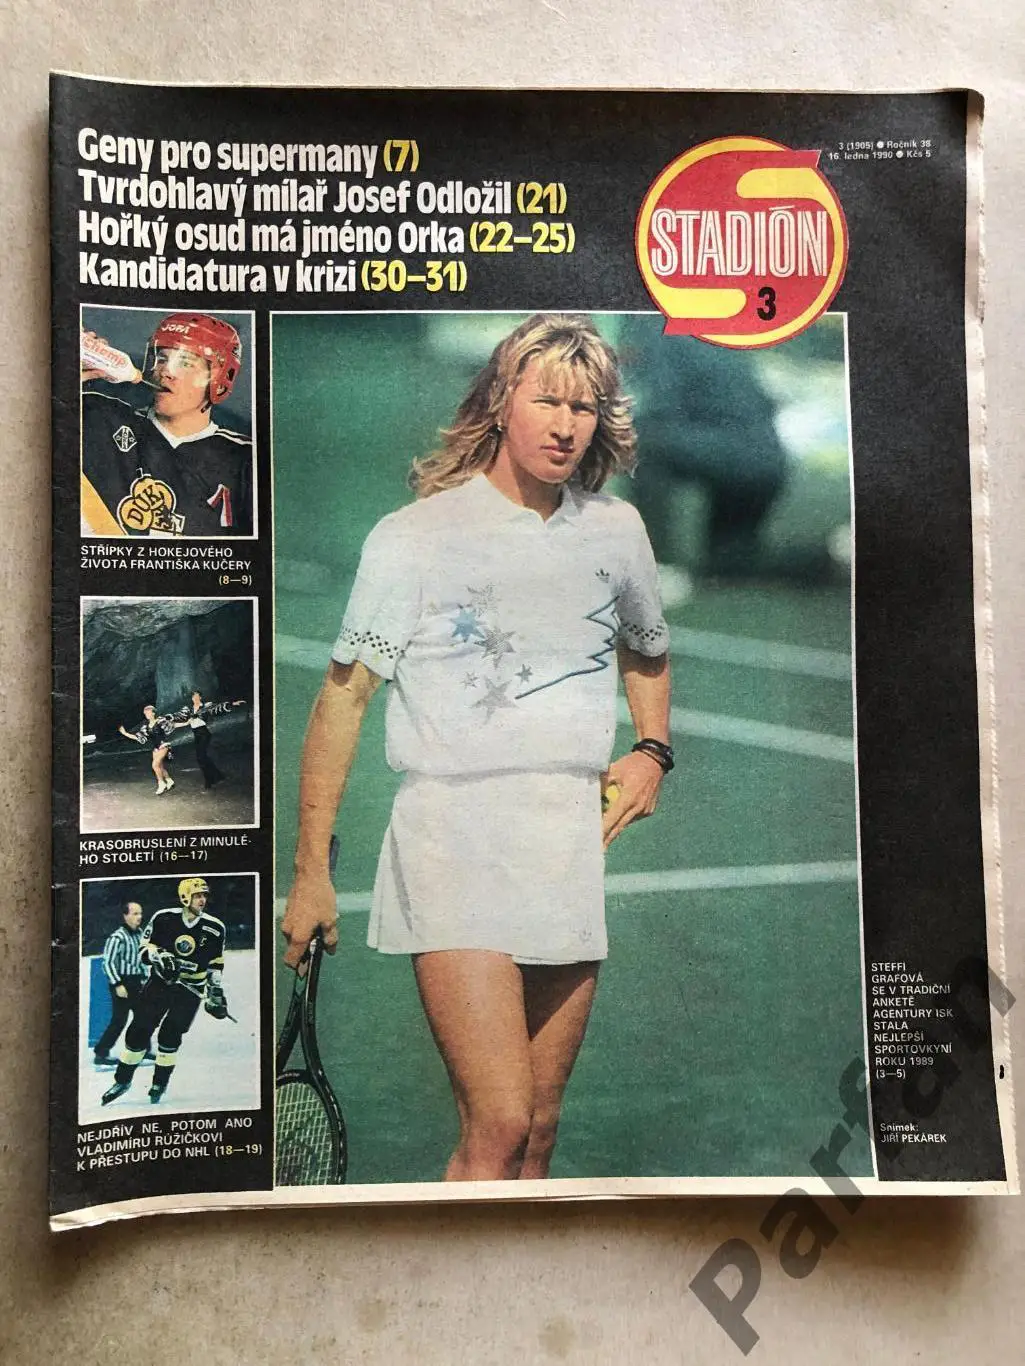 Geny pro supermany (7)
Tvrdohlavý mílař Josef Odložil (21)
Hořký osud má jméno Orka (22–25)
Kandidatura v krizi (30–31)
3 (1905) ● Ročník 38
16. ledna 1990 ● Kčs 5
STADIÓN
3
JOFA
DUK
STŘÍPKY Z HOKEJOVÉHO
ŽIVOTA FRANTIŠKA KUČERY
(8—9)
KRASOBRUSLENÍ Z MINULÉ-
HO STOLETÍ (16—17)
NEJDŘÍV NE, POTOM ANO
VLADIMÍRU RŮŽIČKOVI
K PŘESTUPU DO NHL (18—19)
STEFFI
GRAFOVÁ
SE V TRADIČNÍ
ANKETĚ
AGENTURY ISK
STALA
NEJLEPŠÍ
SPORTOVKYNÍ
ROKU 1989
(3—5)
Snímek:
JIŘÍ PEKÁREK
Parfan